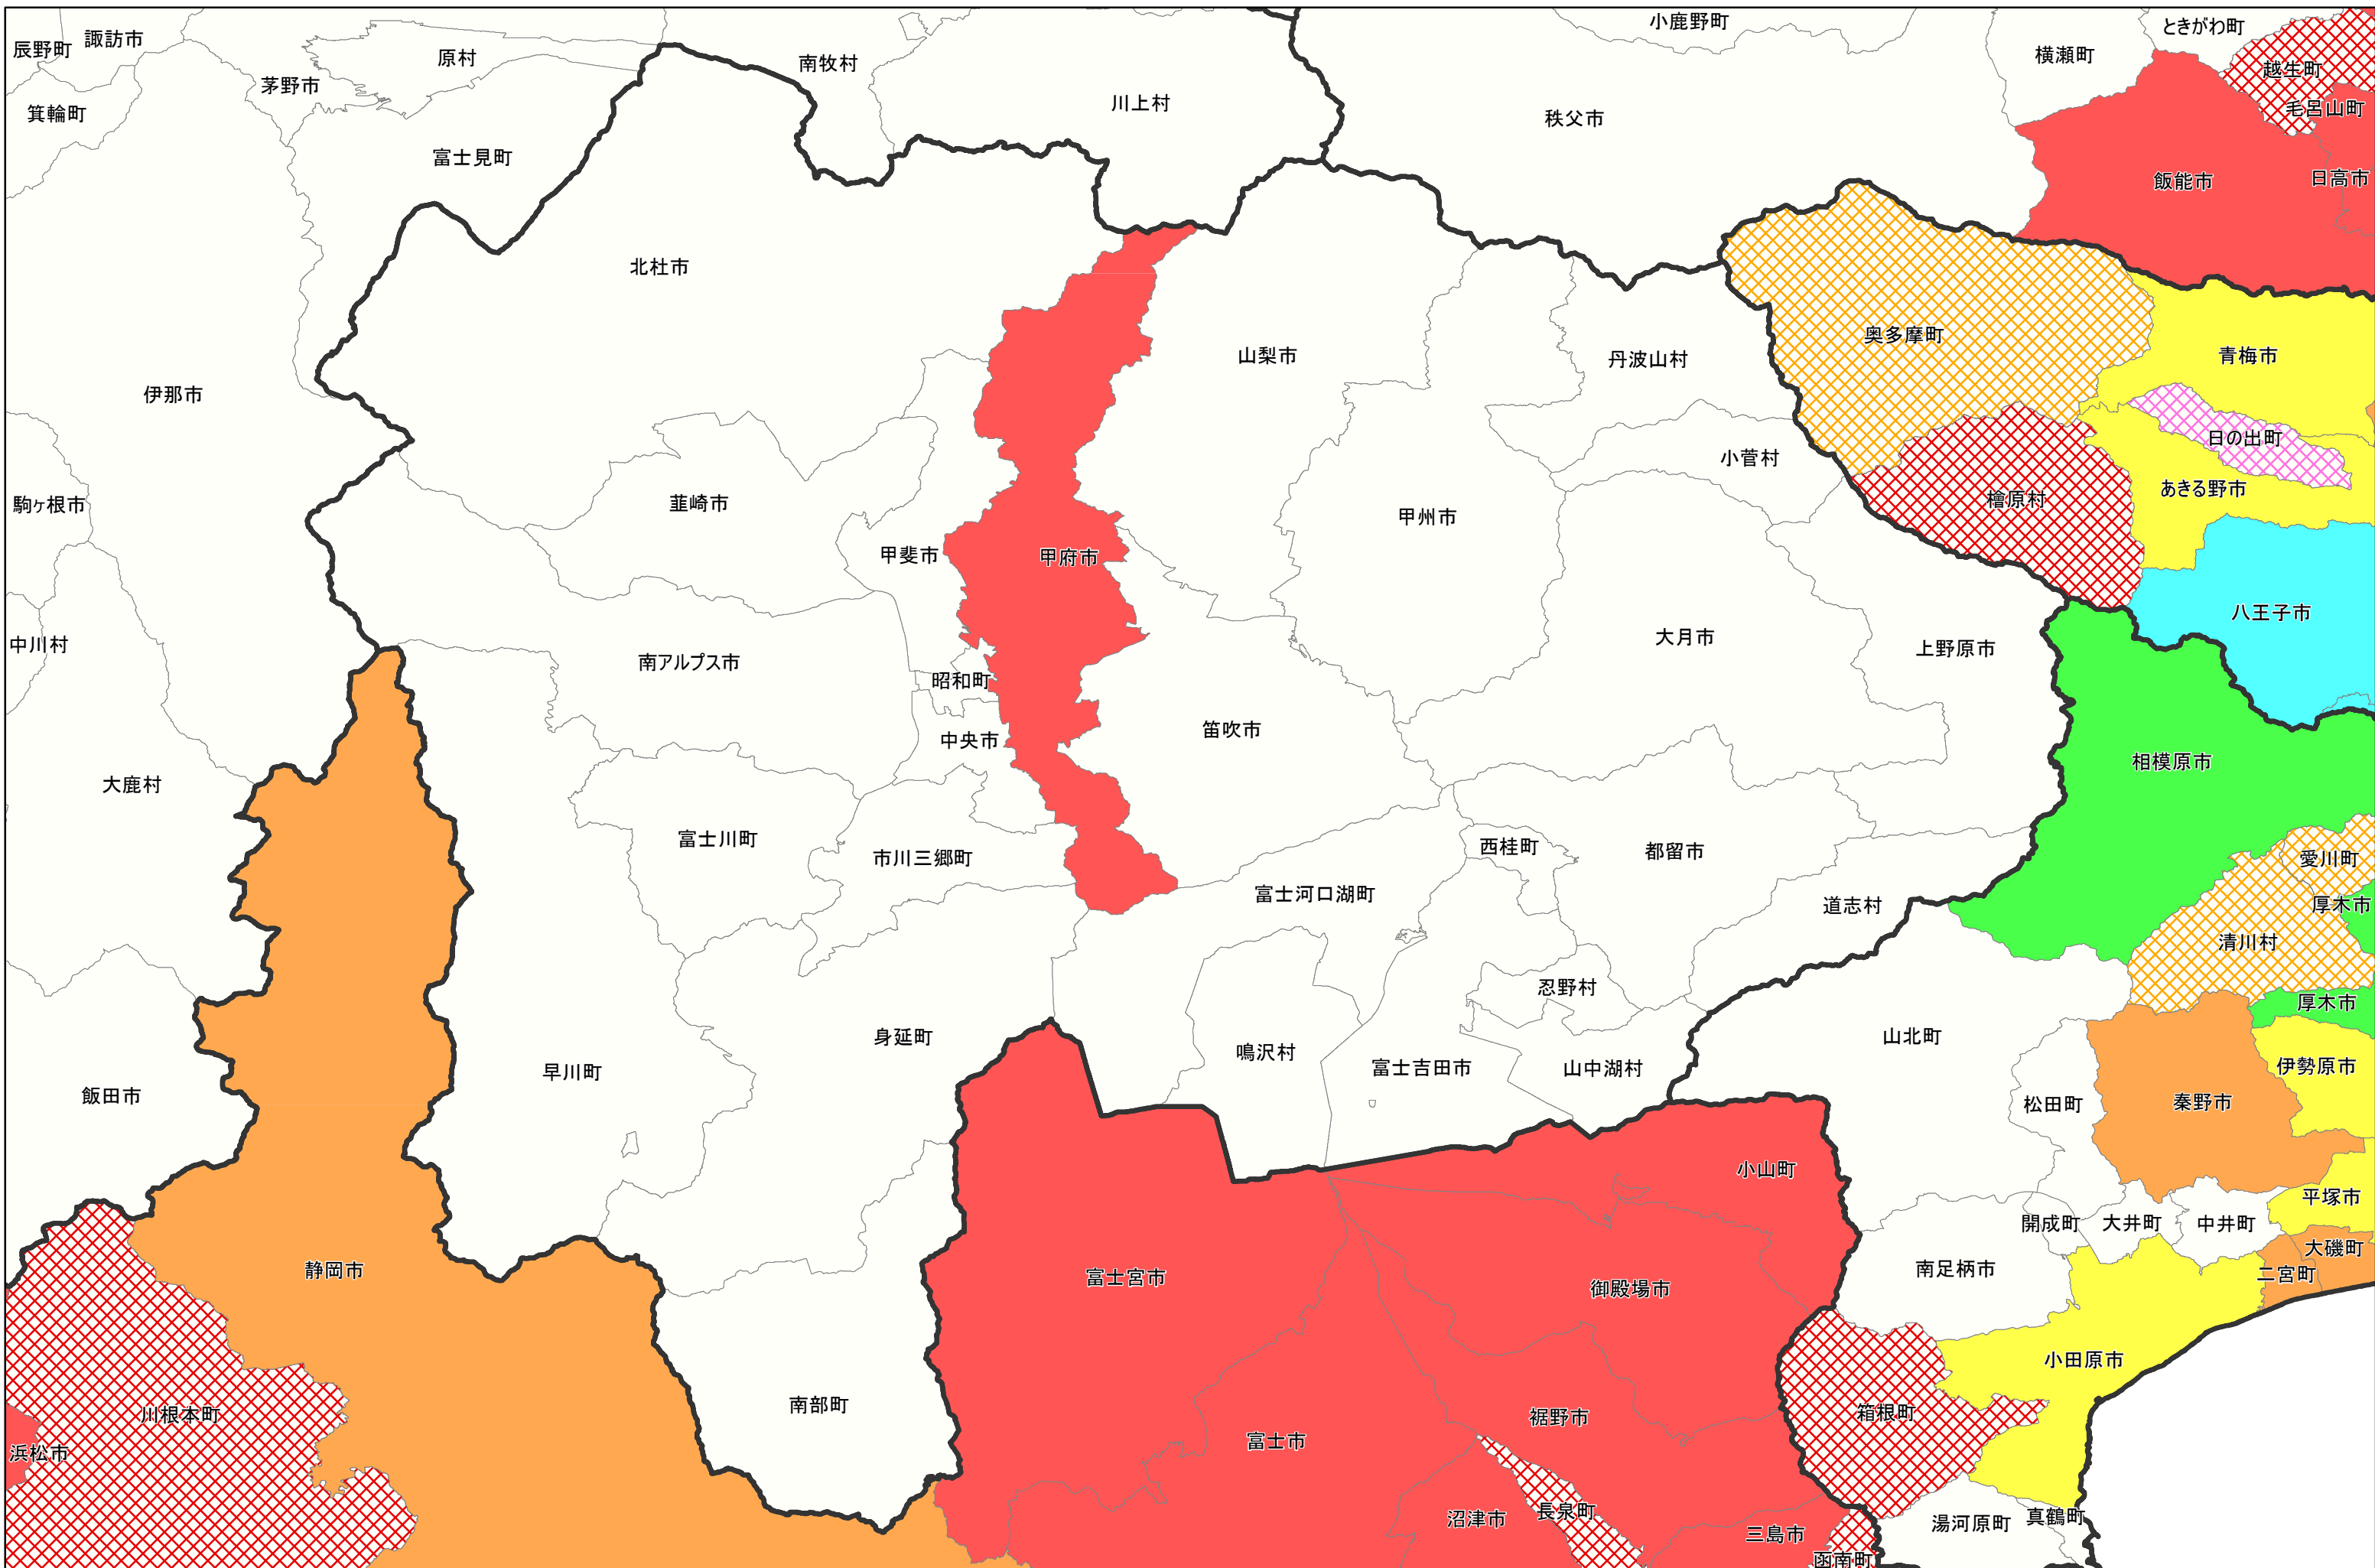 小鹿野町
ときがわ町
辰野町
諏訪市
原村
南牧村
横瀬町
越生町
茅野市
箕輪町
川上村
毛呂山町
秩父市
富士見町
飯能市
日高市
北杜市
奥多摩町
山梨市
丹波山村
青梅市
伊那市
日の出町
小菅村
あきる野市
駒ヶ根市
韮崎市
檜原村
甲州市
甲斐市
甲府市
八王子市
中川村
大月市
上野原市
南アルプス市
昭和町
笛吹市
中央市
相模原市
大鹿村
富士川町
西桂町
都留市
市川三郷町
愛川町
富士河口湖町
道志村
厚木市
清川村
忍野村
厚木市
身延町
山北町
鳴沢村
早川町
富士吉田市
山中湖村
伊勢原市
飯田市
松田町
秦野市
小山町
平塚市
開成町
大井町
中井町
大磯町
静岡市
富士宮市
御殿場市
南足柄市
二宮町
小田原市
南部町
川根本町
裾野市
箱根町
富士市
浜松市
沼津市
長泉町
三島市
湯河原町
真鶴町
函南町